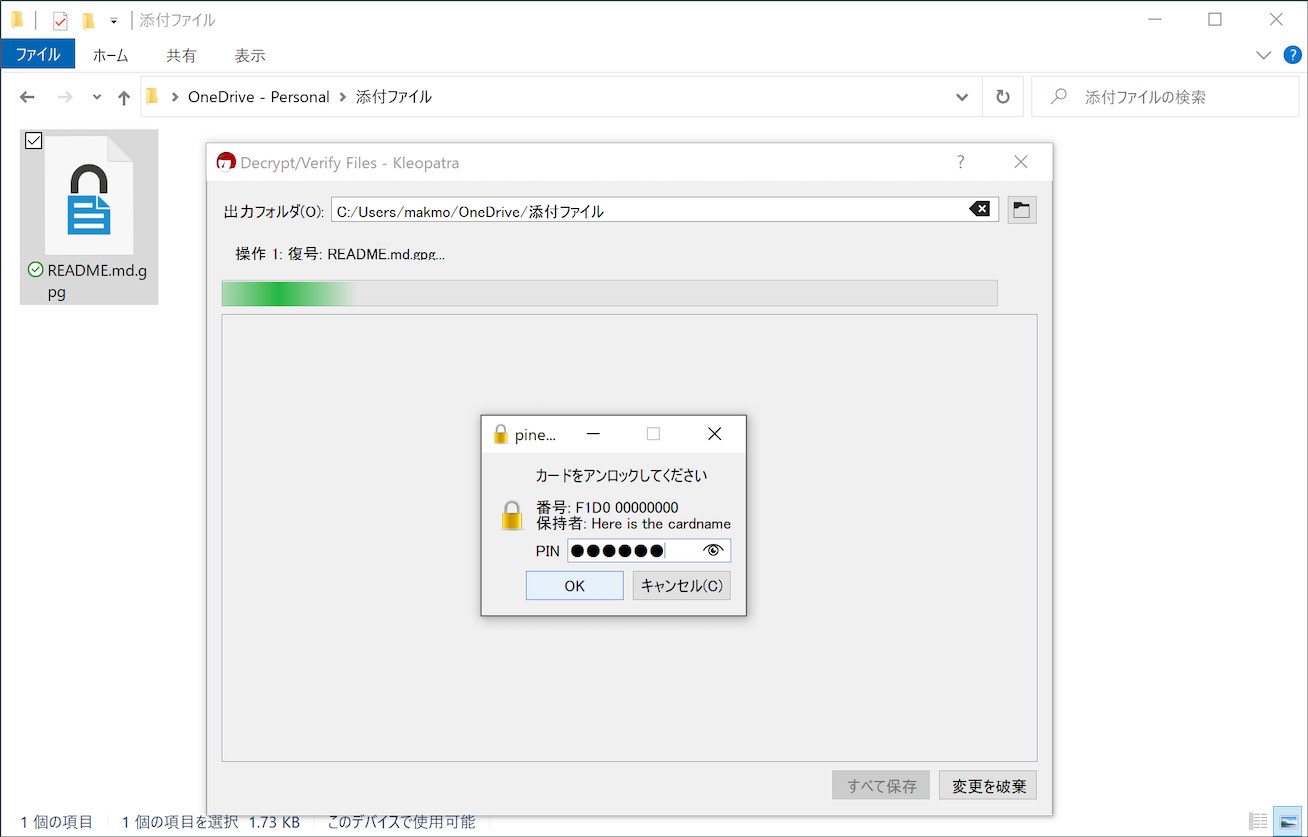 添付ファイル
ファイル ホーム 共有 表示
OneDrive - Personal 添付ファイル
添付ファイルの検索
README.md.g
pg
Decrypt/Verify Files - Kleopatra
出力フォルダ(O): C:/Users/makmo/OneDrive/添付ファイル
操作 1: 復号: README.md.gpg...
pine...
カードをアンロックしてください
番号: F1D0 00000000
保持者: Here is the cardname
PIN ●●●●●●
OK キャンセル(C)
すべて保存 変更を破棄
1 個の項目 1 個の項目を選択 1.73 KB このデバイスで使用可能